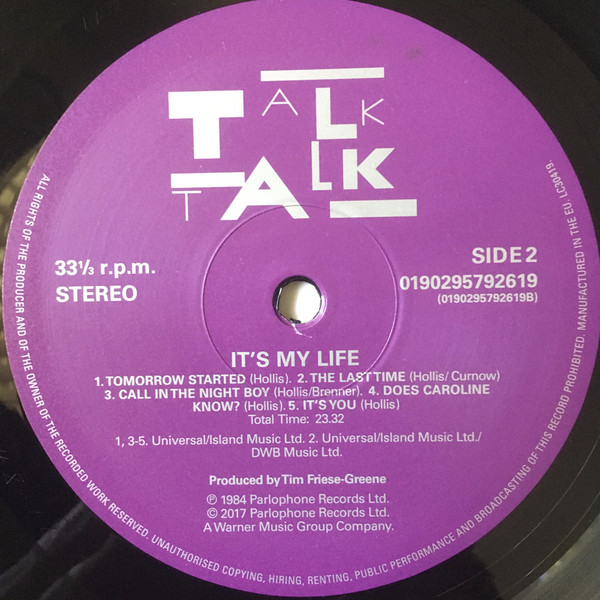 TALK
TALK
33⅓ r.p.m.
STEREO
SIDE 2
0190295792619
(0190295792619B)
IT'S MY LIFE
1. TOMORROW STARTED (Hollis). 2. THE LAST TIME (Hollis/ Curnow)
3. CALL IN THE NIGHT BOY (Hollis/Brenner). 4. DOES CAROLINE
KNOW? (Hollis). 5. IT'S YOU (Hollis)
Total Time: 23.32
1, 3-5. Universal/Island Music Ltd. 2. Universal/Island Music Ltd./
DWB Music Ltd.
Produced by Tim Friese-Greene
℗ 1984 Parlophone Records Ltd.
© 2017 Parlophone Records Ltd.
A Warner Music Group Company.
ALL RIGHTS OF THE PRODUCER AND OF THE OWNER OF THE RECORDED WORK RESERVED. UNAUTHORISED COPYING, HIRING, RENTING, PUBLIC PERFORMANCE AND BROADCASTING OF THIS RECORD PROHIBITED. MANUFACTURED IN THE EU. LC30419.